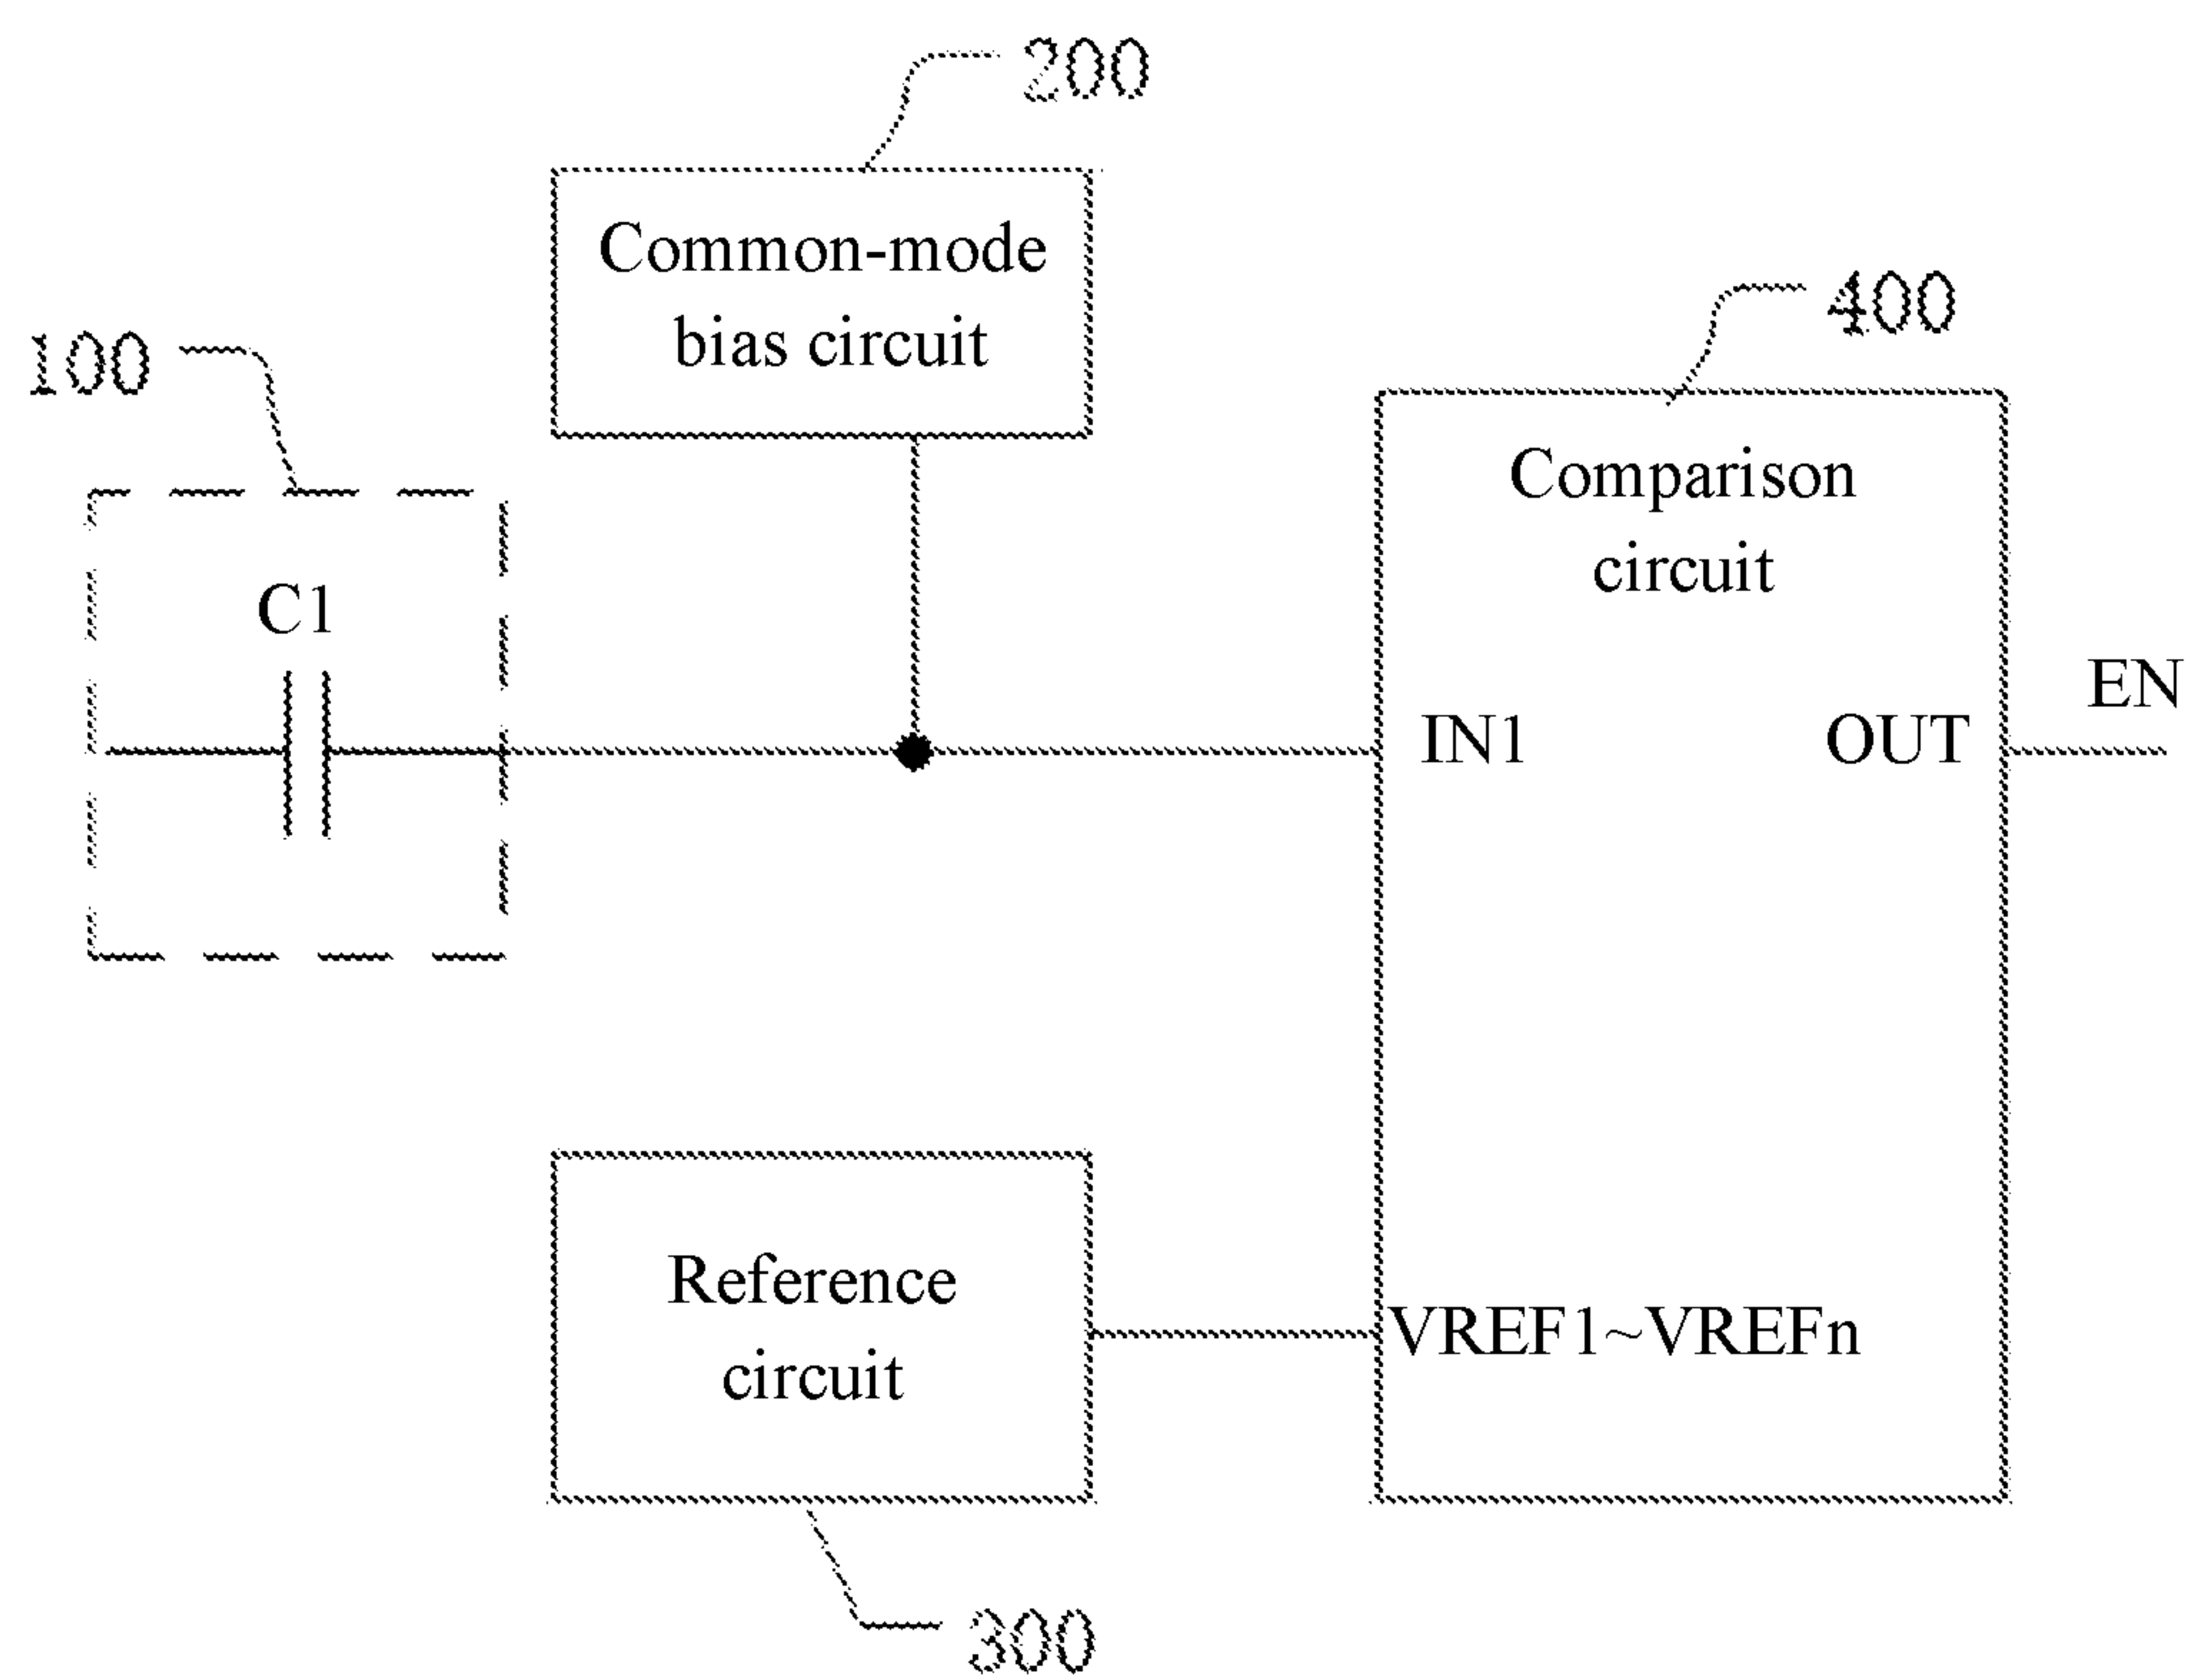 200
Common-mode
bias circuit
400
100
Comparison
circuit
C1
EN
IN1
OUT
Reference
circuit
VREF1~VREFn
300